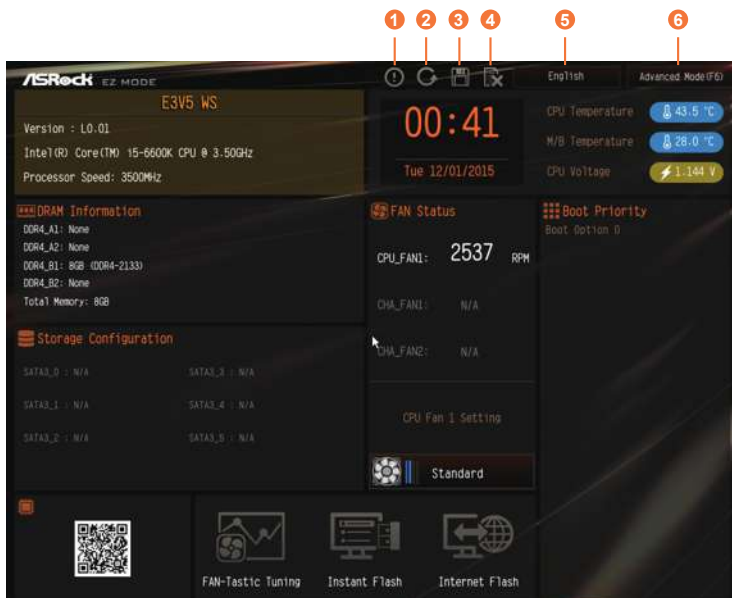 1 2 3 4 5 6
ASRock EZ MODE
English
Advanced Mode(F6)
E3V5 WS
Version : L0.01
Intel(R) Core(TM) i5-6600K CPU @ 3.50GHz
Processor Speed: 3500MHz
00:41
Tue 12/01/2015
CPU Temperature 43.5 °C
M/B Temperature 28.0 °C
CPU Voltage 1.144 V
DRAM Information
DDR4_A1: None
DDR4_A2: None
DDR4_B1: 8GB (DDR4-2133)
DDR4_B2: None
Total Memory: 8GB
Storage Configuration
SATA3_0 : N/A
SATA3_3 : N/A
SATA3_1 : N/A
SATA3_4 : N/A
SATA3_2 : N/A
SATA3_5 : N/A
FAN Status
CPU_FAN1: 2537 RPM
CHA_FAN1: N/A
CHA_FAN2: N/A
CPU Fan 1 Setting
Standard
Boot Priority
Boot Option 0
FAN-Tastic Tuning
Instant Flash
Internet Flash